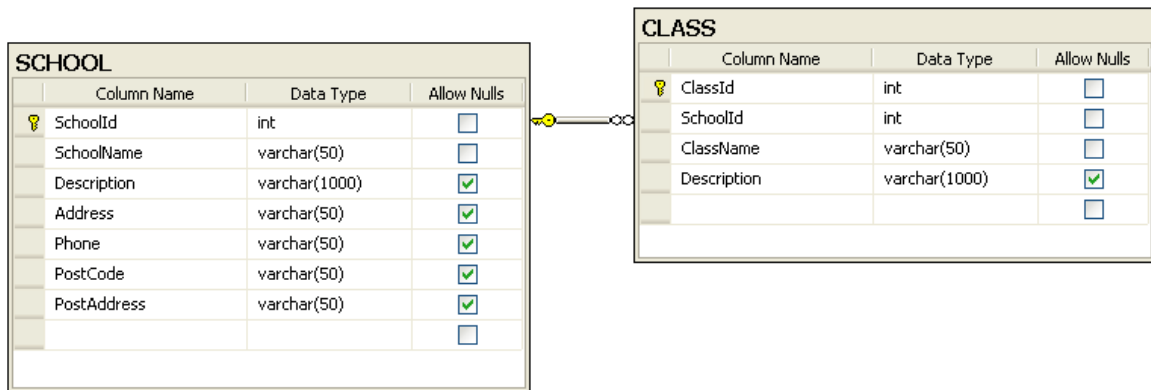 SCHOOL
Column Name Data Type Allow Nulls
SchoolId int
SchoolName varchar(50)
Description varchar(1000)
Address varchar(50)
Phone varchar(50)
PostCode varchar(50)
PostAddress varchar(50)
CLASS
Column Name Data Type Allow Nulls
ClassId int
SchoolId int
ClassName varchar(50)
Description varchar(1000)